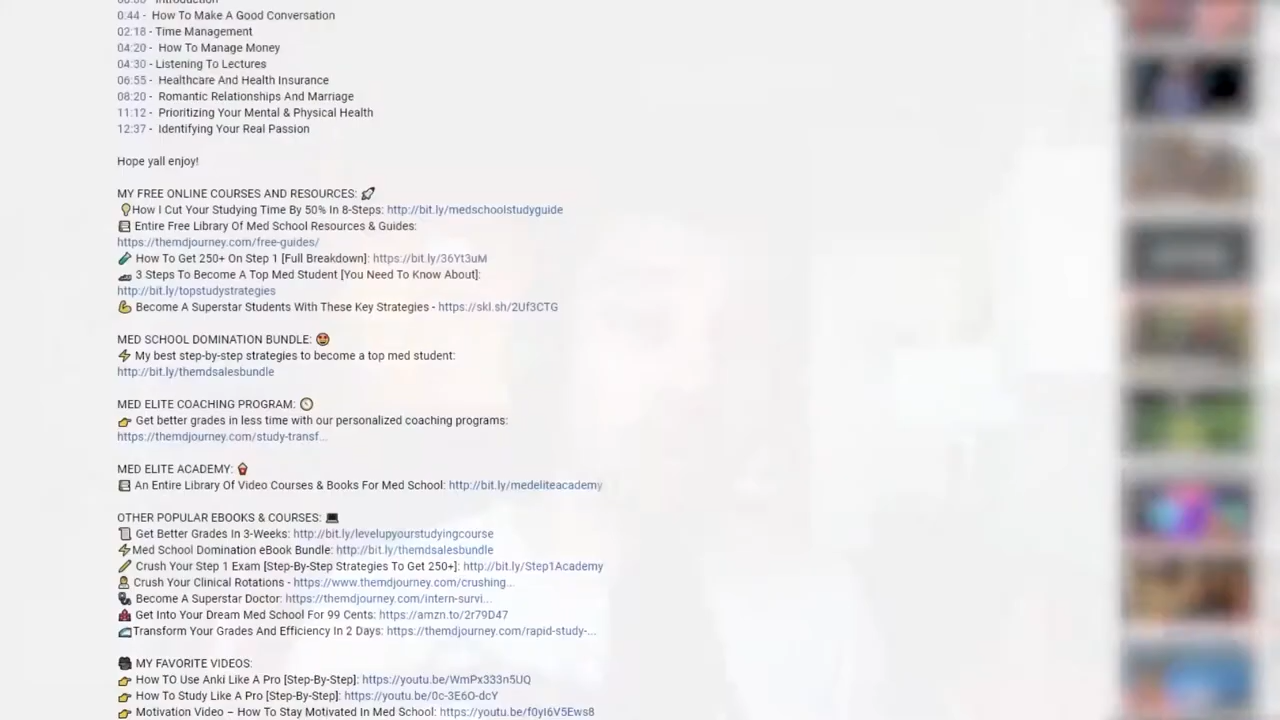 00:00 - Introduction
0:44 - How To Make A Good Conversation
02:18 - Time Management
04:20 - How To Manage Money
04:30 - Listening To Lectures
06:55 - Healthcare And Health Insurance
08:20 - Romantic Relationships And Marriage
11:12 - Prioritizing Your Mental & Physical Health
12:37 - Identifying Your Real Passion
Hope yall enjoy!
MY FREE ONLINE COURSES AND RESOURCES: 🚀
💡How I Cut Your Studying Time By 50% In 8-Steps: http://bit.ly/medschoolstudyguide
Entire Free Library Of Med School Resources & Guides:
https://themdjourney.com/free-guides/
How To Get 250+ On Step 1 [Full Breakdown]: https://bit.ly/36Yt3uM
3 Steps To Become A Top Med Student [You Need To Know About]:
http://bit.ly/topstudystrategies
💪 Become A Superstar Students With These Key Strategies - https://skl.sh/2Uf3CTG
MED SCHOOL DOMINATION BUNDLE: 🤩
⚡ My best step-by-step strategies to become a top med student:
http://bit.ly/themdsalesbundle
MED ELITE COACHING PROGRAM:
👉 Get better grades in less time with our personalized coaching programs:
https://themdjourney.com/study-transf...
MED ELITE ACADEMY:
An Entire Library Of Video Courses & Books For Med School: http://bit.ly/medeliteacademy
OTHER POPULAR EBOOKS & COURSES: 💻
Get Better Grades In 3-Weeks: http://bit.ly/levelupyourstudyingcourse
⚡Med School Domination eBook Bundle: http://bit.ly/themdsalesbundle
Crush Your Step 1 Exam [Step-By-Step Strategies To Get 250+]: http://bit.ly/Step1Academy
Crush Your Clinical Rotations - https://www.themdjourney.com/crushing...
Become A Superstar Doctor: https://themdjourney.com/intern-survi...
Get Into Your Dream Med School For 99 Cents: https://amzn.to/2r79D47
Transform Your Grades And Efficiency In 2 Days: https://themdjourney.com/rapid-study-...
MY FAVORITE VIDEOS:
👉 How TO Use Anki Like A Pro [Step-By-Step]: https://youtu.be/WmPx333n5UQ
👉 How To Study Like A Pro [Step-By-Step]: https://youtu.be/0c-3E6O-dcY
👉 Motivation Video – How To Stay Motivated In Med School: https://youtu.be/f0yI6V5Ews8